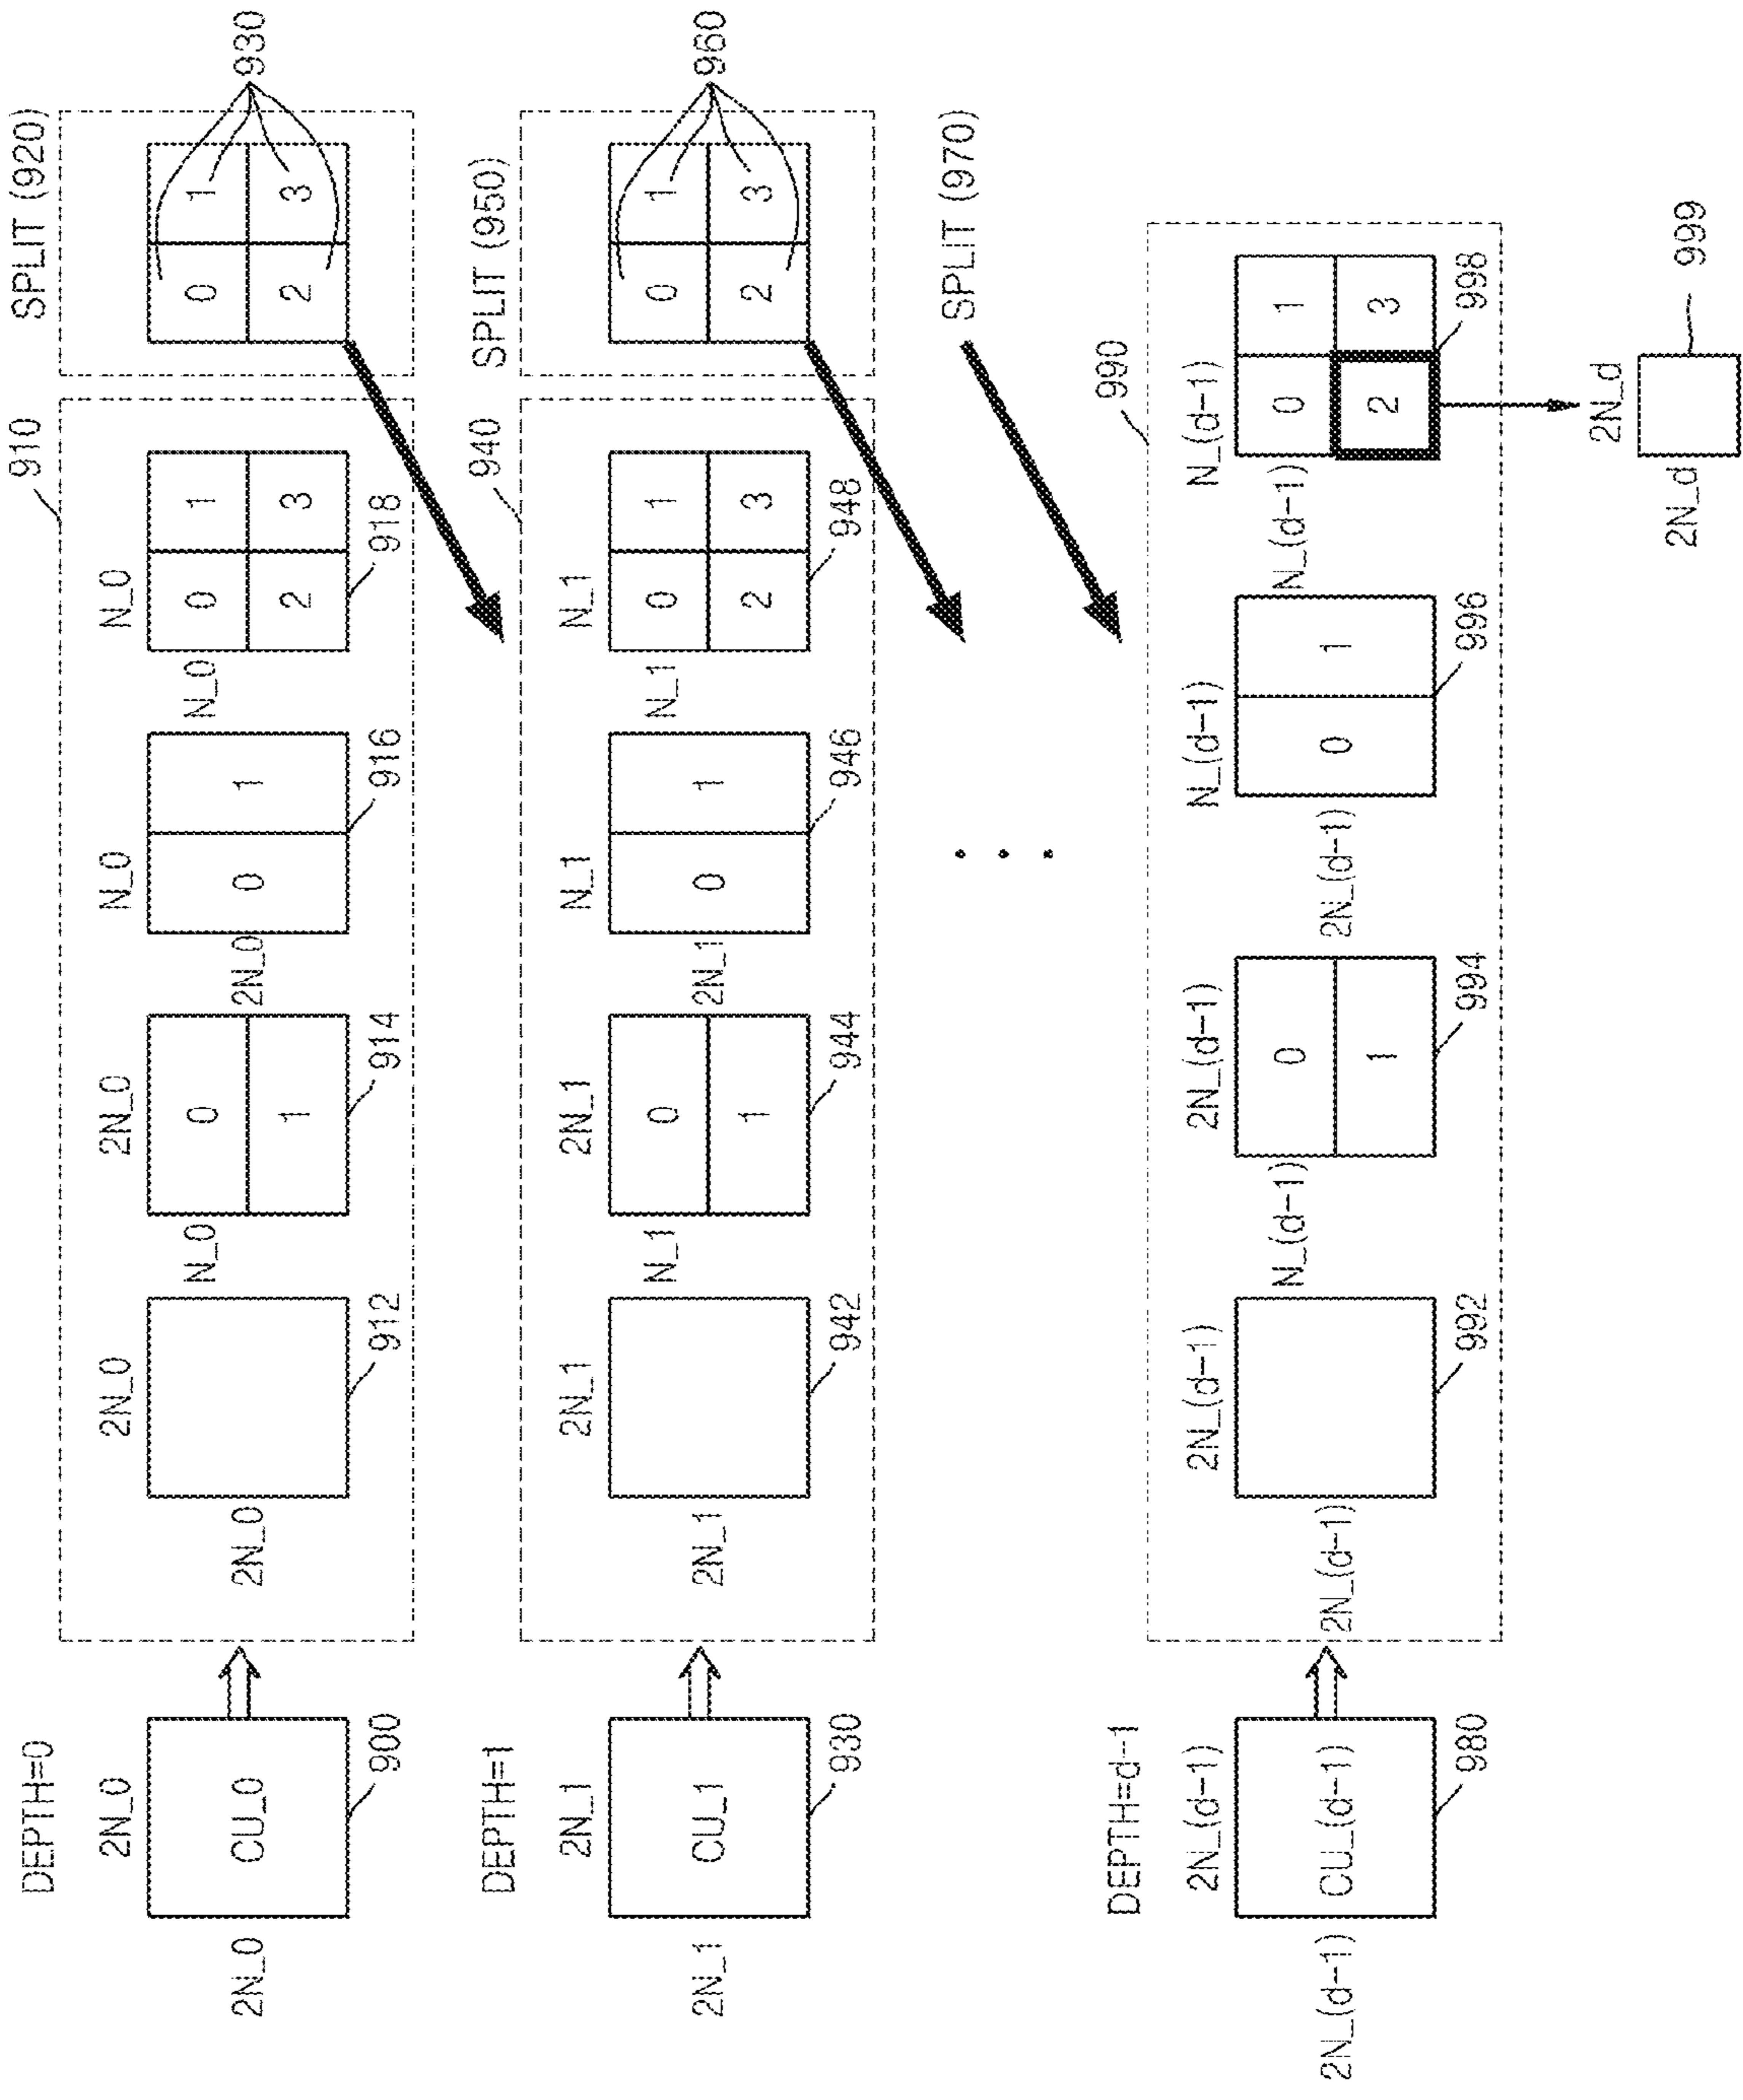 DEPTH=0
910
SPLIT (920)
2N_0
2N_0
2N_0
N_0
N_0
2N_0
CU_0
900
2N_0
912
N_0
0
1
914
2N_0
0
1
916
N_0
0
1
2
3
918
0
1
2
3
930
DEPTH=1
940
SPLIT (950)
2N_1
2N_1
2N_1
N_1
N_1
2N_1
CU_1
930
2N_1
942
N_1
0
1
944
2N_1
0
1
946
N_1
0
1
2
3
948
0
1
2
3
960
SPLIT (970)
DEPTH=d-1
990
2N_(d-1)
2N_(d-1)
2N_(d-1)
N_(d-1)
N_(d-1)
2N_(d-1)
CU_(d-1)
980
2N_(d-1)
992
N_(d-1)
0
1
994
2N_(d-1)
0
1
996
N_(d-1)
0
1
2
3
998
2N_d
2N_d
999